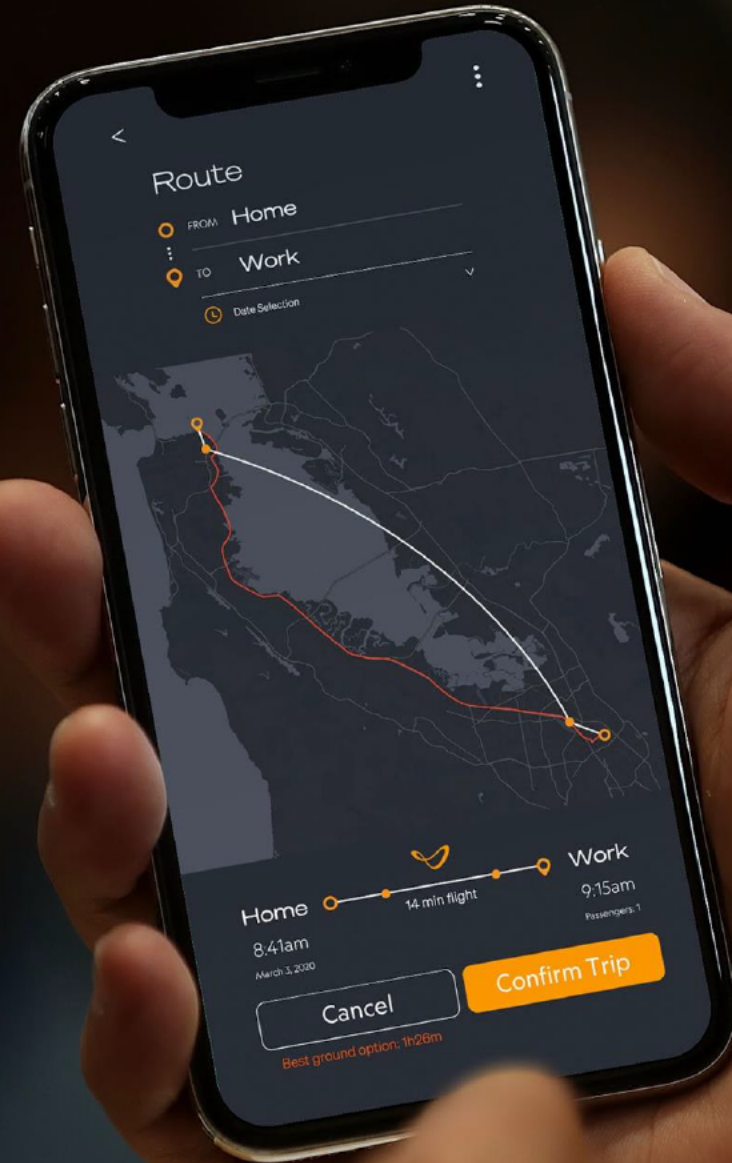 Route
FROM Home
TO Work
Date Selection
Home
8:41am
March 3, 2020
14 min flight
Work
9:15am
Passengers: 1
Cancel
Confirm Trip
Best ground option: 1h26m